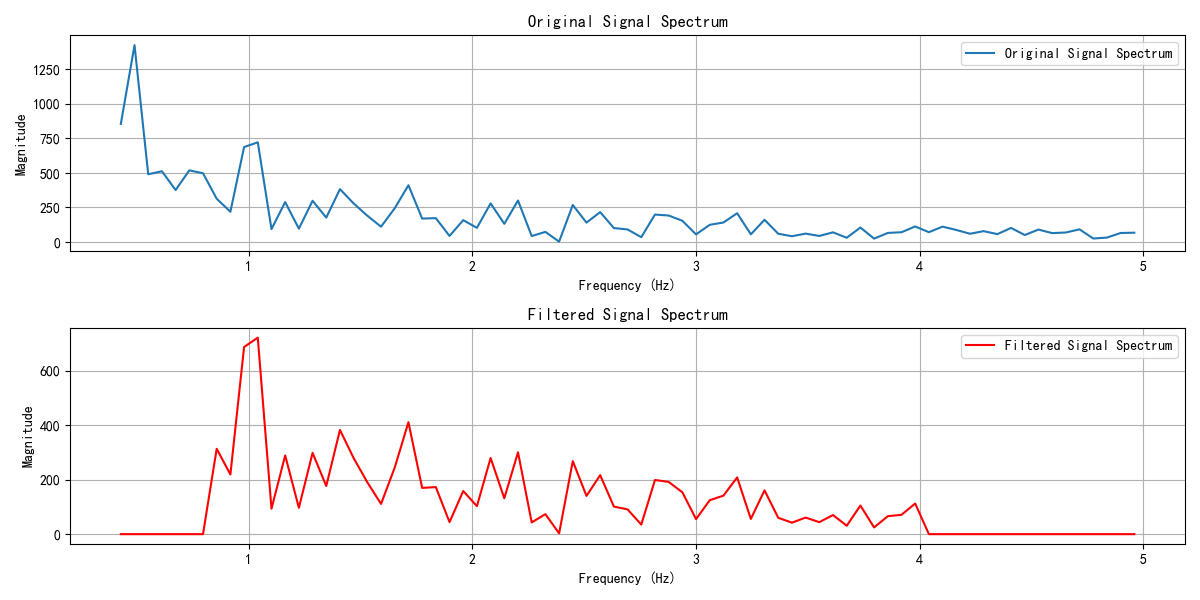 Original Signal Spectrum
Original Signal Spectrum
Magnitude
1250
1000
750
500
250
0
1 2 3 4 5
Frequency (Hz)
Filtered Signal Spectrum
Filtered Signal Spectrum
Magnitude
600
400
200
0
1 2 3 4 5
Frequency (Hz)